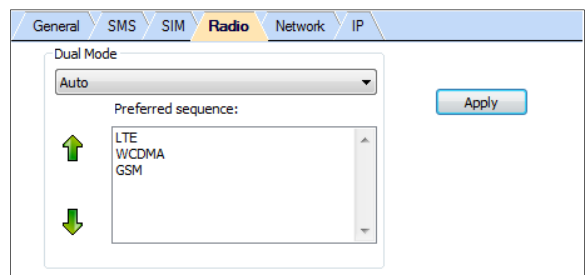 General SMS SIM Radio Network IP
Dual Mode
Auto
Apply
Preferred sequence:
LTE
WCDMA
GSM